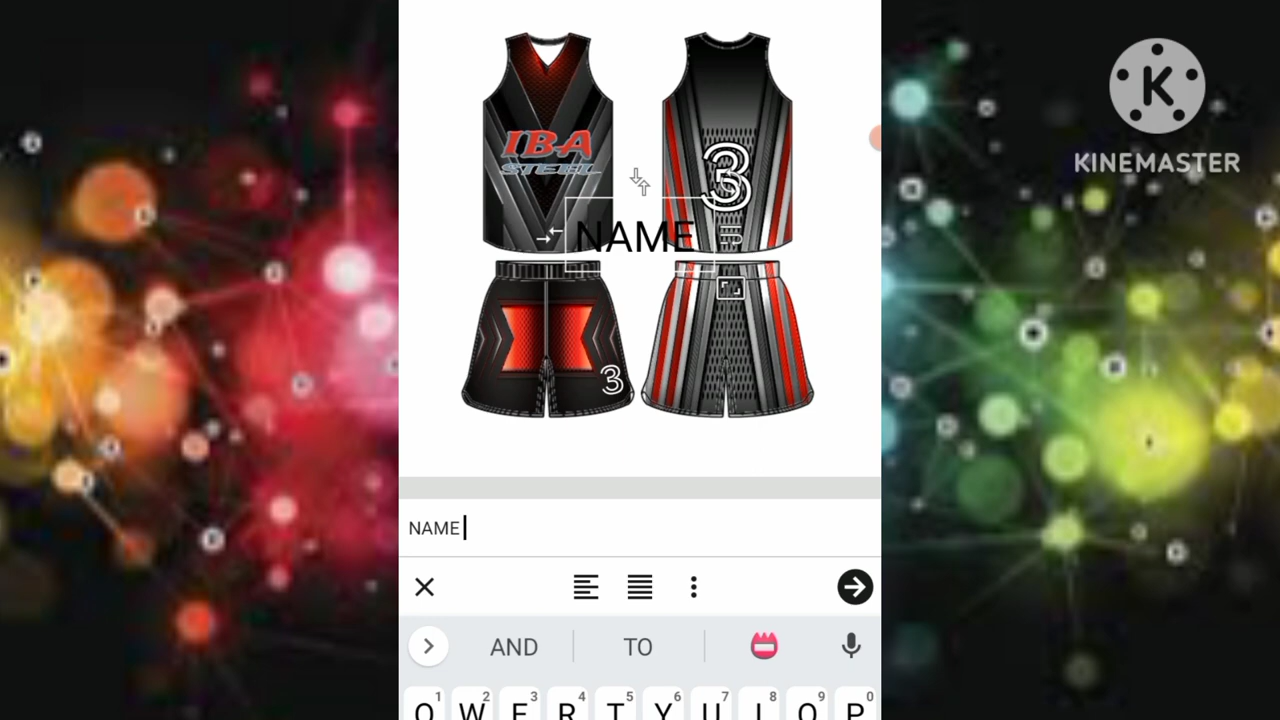 IBA
STEEL
3
NAME
3
K
KINEMASTER
NAME
AND TO
1 2 3 4 5 6 7 8 9 0
Q W E R T Y U I O P